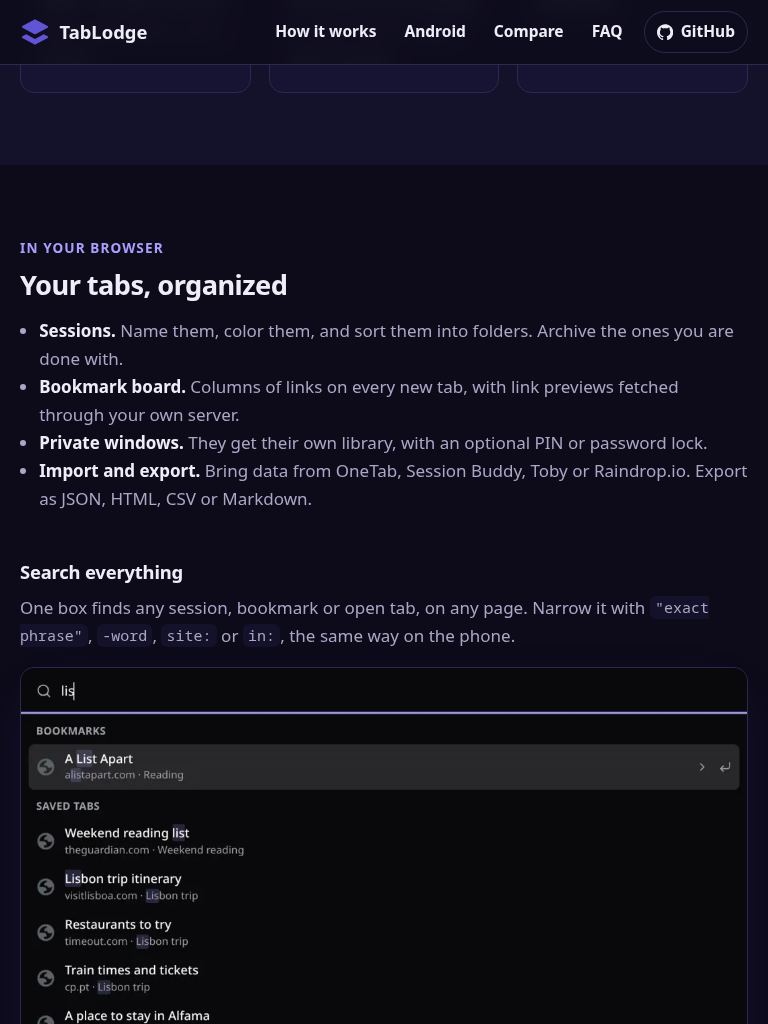 TabLodge
How it works
Android
Compare
FAQ
GitHub
IN YOUR BROWSER
Your tabs, organized
Sessions. Name them, color them, and sort them into folders. Archive the ones you are
done with.
Bookmark board. Columns of links on every new tab, with link previews fetched
through your own server.
Private windows. They get their own library, with an optional PIN or password lock.
Import and export. Bring data from OneTab, Session Buddy, Toby or Raindrop.io. Export
as JSON, HTML, CSV or Markdown.
Search everything
One box finds any session, bookmark or open tab, on any page. Narrow it with "exact
phrase", -word, site: or in:, the same way on the phone.
lis
BOOKMARKS
A List Apart
alistapart.com · Reading
SAVED TABS
Weekend reading list
theguardian.com · Weekend reading
Lisbon trip itinerary
visitlisboa.com · Lisbon trip
Restaurants to try
timeout.com · Lisbon trip
Train times and tickets
cp.pt · Lisbon trip
A place to stay in Alfama